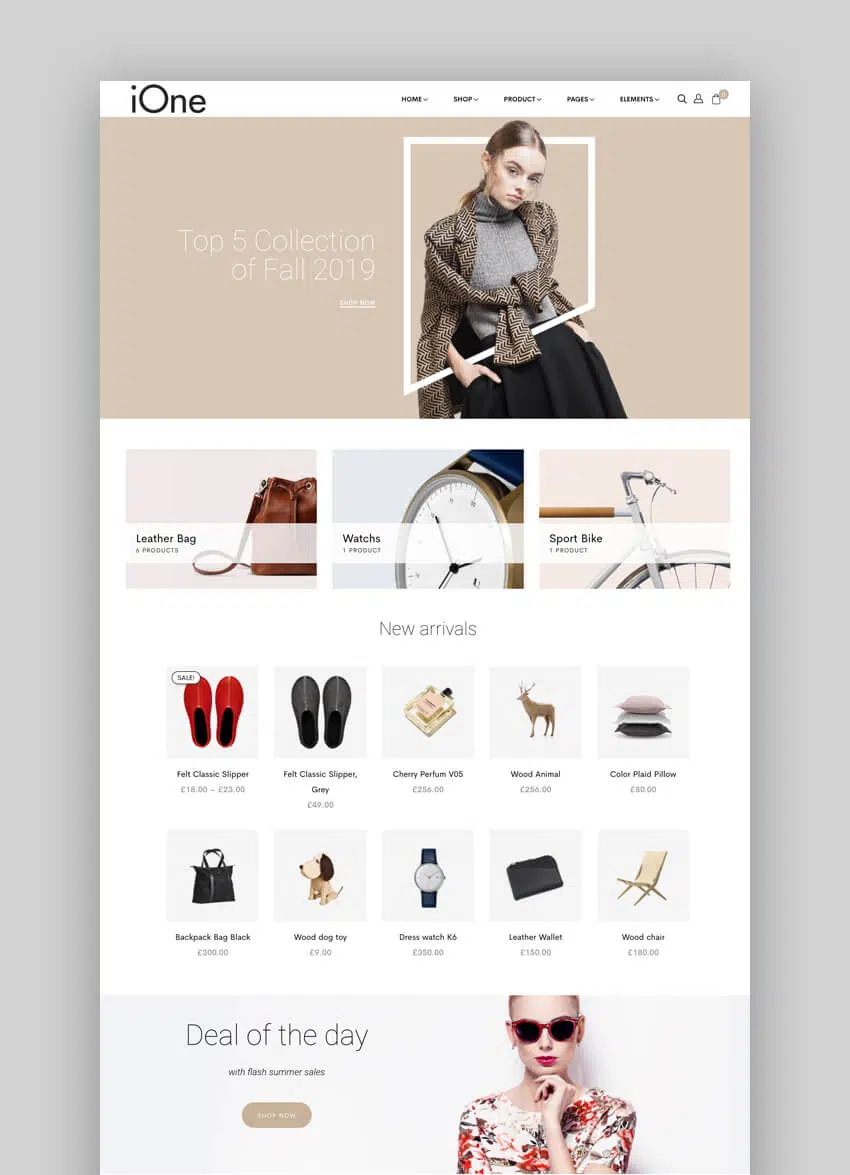 iOne
HOME SHOP PRODUCT PAGES ELEMENTS
Top 5 Collection
of Fall 2019
SHOP NOW
Leather Bag
6 PRODUCTS
Watchs
1 PRODUCT
Sport Bike
1 PRODUCT
New arrivals
SALE!
Felt Classic Slipper
£18.00 – £23.00
Felt Classic Slipper,
Grey
£49.00
Cherry Perfum V05
£256.00
Wood Animal
£256.00
Color Plaid Pillow
£80.00
Backpack Bag Black
£300.00
Wood dog toy
£9.00
Dress watch K6
£350.00
Leather Wallet
£150.00
Wood chair
£180.00
Deal of the day
with flash summer sales
SHOP NOW